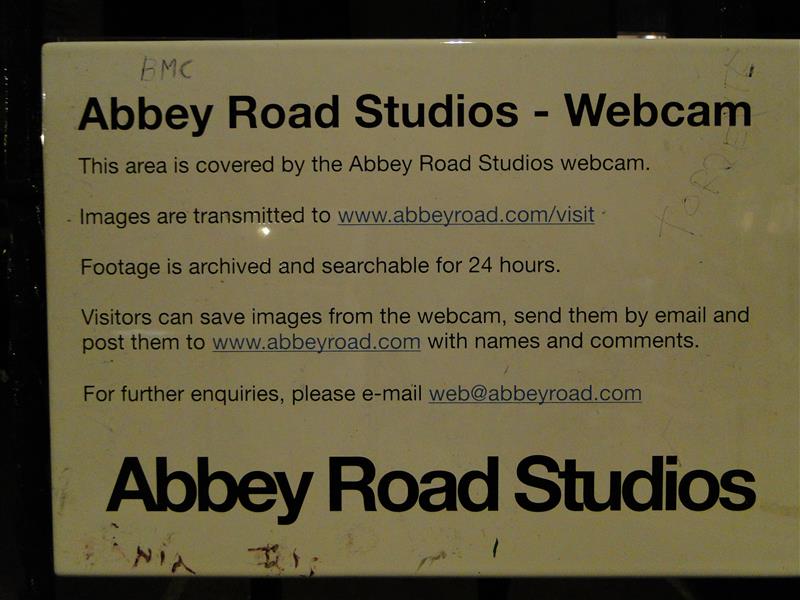 BMC
Abbey Road Studios - Webcam
This area is covered by the Abbey Road Studios webcam.
Images are transmitted to www.abbeyroad.com/visit
Footage is archived and searchable for 24 hours.
Visitors can save images from the webcam, send them by email and
post them to www.abbeyroad.com with names and comments.
For further enquiries, please e-mail web@abbeyroad.com
Abbey Road Studios